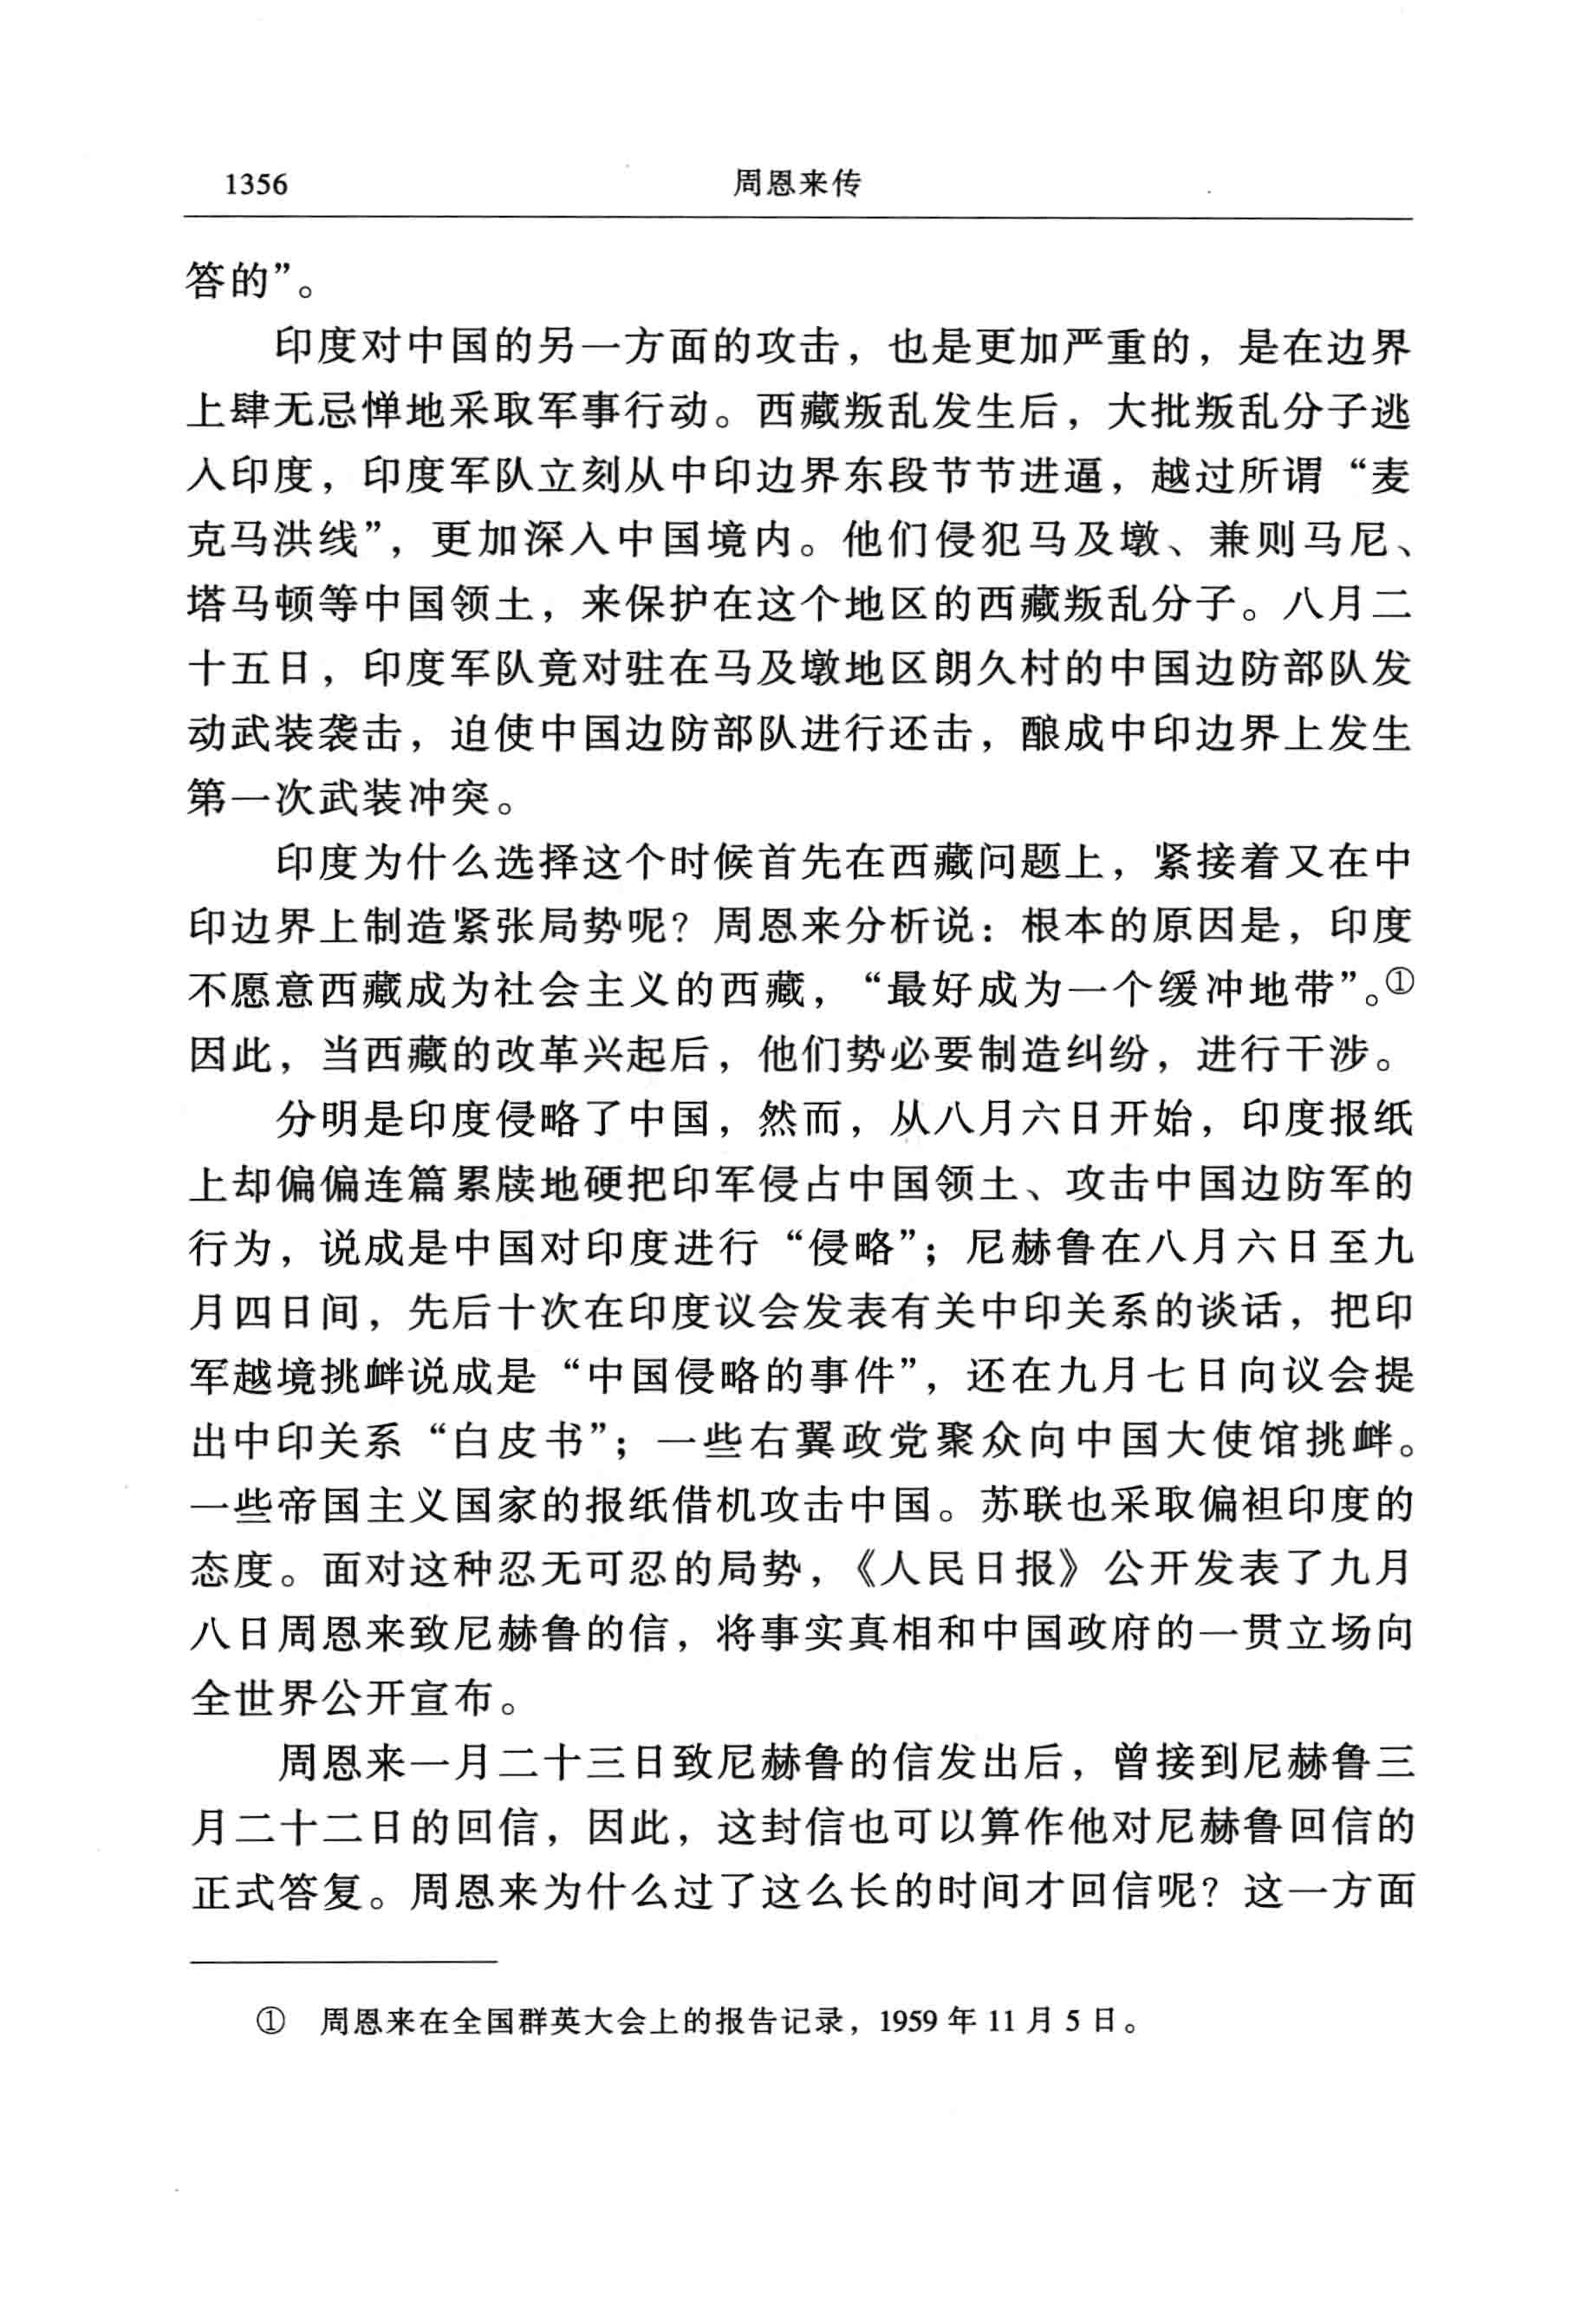 1356
周恩来传
答的”。
印度对中国的另一方面的攻击，也是更加严重的，是在边界
上肆无忌惮地采取军事行动。西藏叛乱发生后，大批叛乱分子逃
入印度，印度军队立刻从中印边界东段节节进逼，越过所谓“麦
克马洪线”，更加深入中国境内。他们侵犯马及墩、兼则马尼、
塔马顿等中国领土，来保护在这个地区的西藏叛乱分子。八月二
十五日，印度军队竟对驻在马及墩地区朗久村的中国边防部队发
动武装袭击，迫使中国边防部队进行还击，酿成中印边界上发生
第一次武装冲突。
印度为什么选择这个时候首先在西藏问题上，紧接着又在中
印边界上制造紧张局势呢？周恩来分析说：根本的原因是，印度
不愿意西藏成为社会主义的西藏，“最好成为一个缓冲地带”。①
因此，当西藏的改革兴起后，他们势必要制造纠纷，进行干涉。
分明是印度侵略了中国，然而，从八月六日开始，印度报纸
上却偏偏连篇累牍地硬把印军侵占中国领土、攻击中国边防军的
行为，说成是中国对印度进行“侵略”；尼赫鲁在八月六日至九
月四日间，先后十次在印度议会发表有关中印关系的谈话，把印
军越境挑衅说成是“中国侵略的事件”，还在九月七日向议会提
出中印关系“白皮书”；一些右翼政党聚众向中国大使馆挑衅。
一些帝国主义国家的报纸借机攻击中国。苏联也采取偏袒印度的
态度。面对这种忍无可忍的局势，《人民日报》公开发表了九月
八日周恩来致尼赫鲁的信，将事实真相和中国政府的一贯立场向
全世界公开宣布。
周恩来一月二十三日致尼赫鲁的信发出后，曾接到尼赫鲁三
月二十二日的回信，因此，这封信也可以算作他对尼赫鲁回信的
正式答复。周恩来为什么过了这么长的时间才回信呢？这一方面
① 周恩来在全国群英大会上的报告记录，1959 年 11 月 5 日。